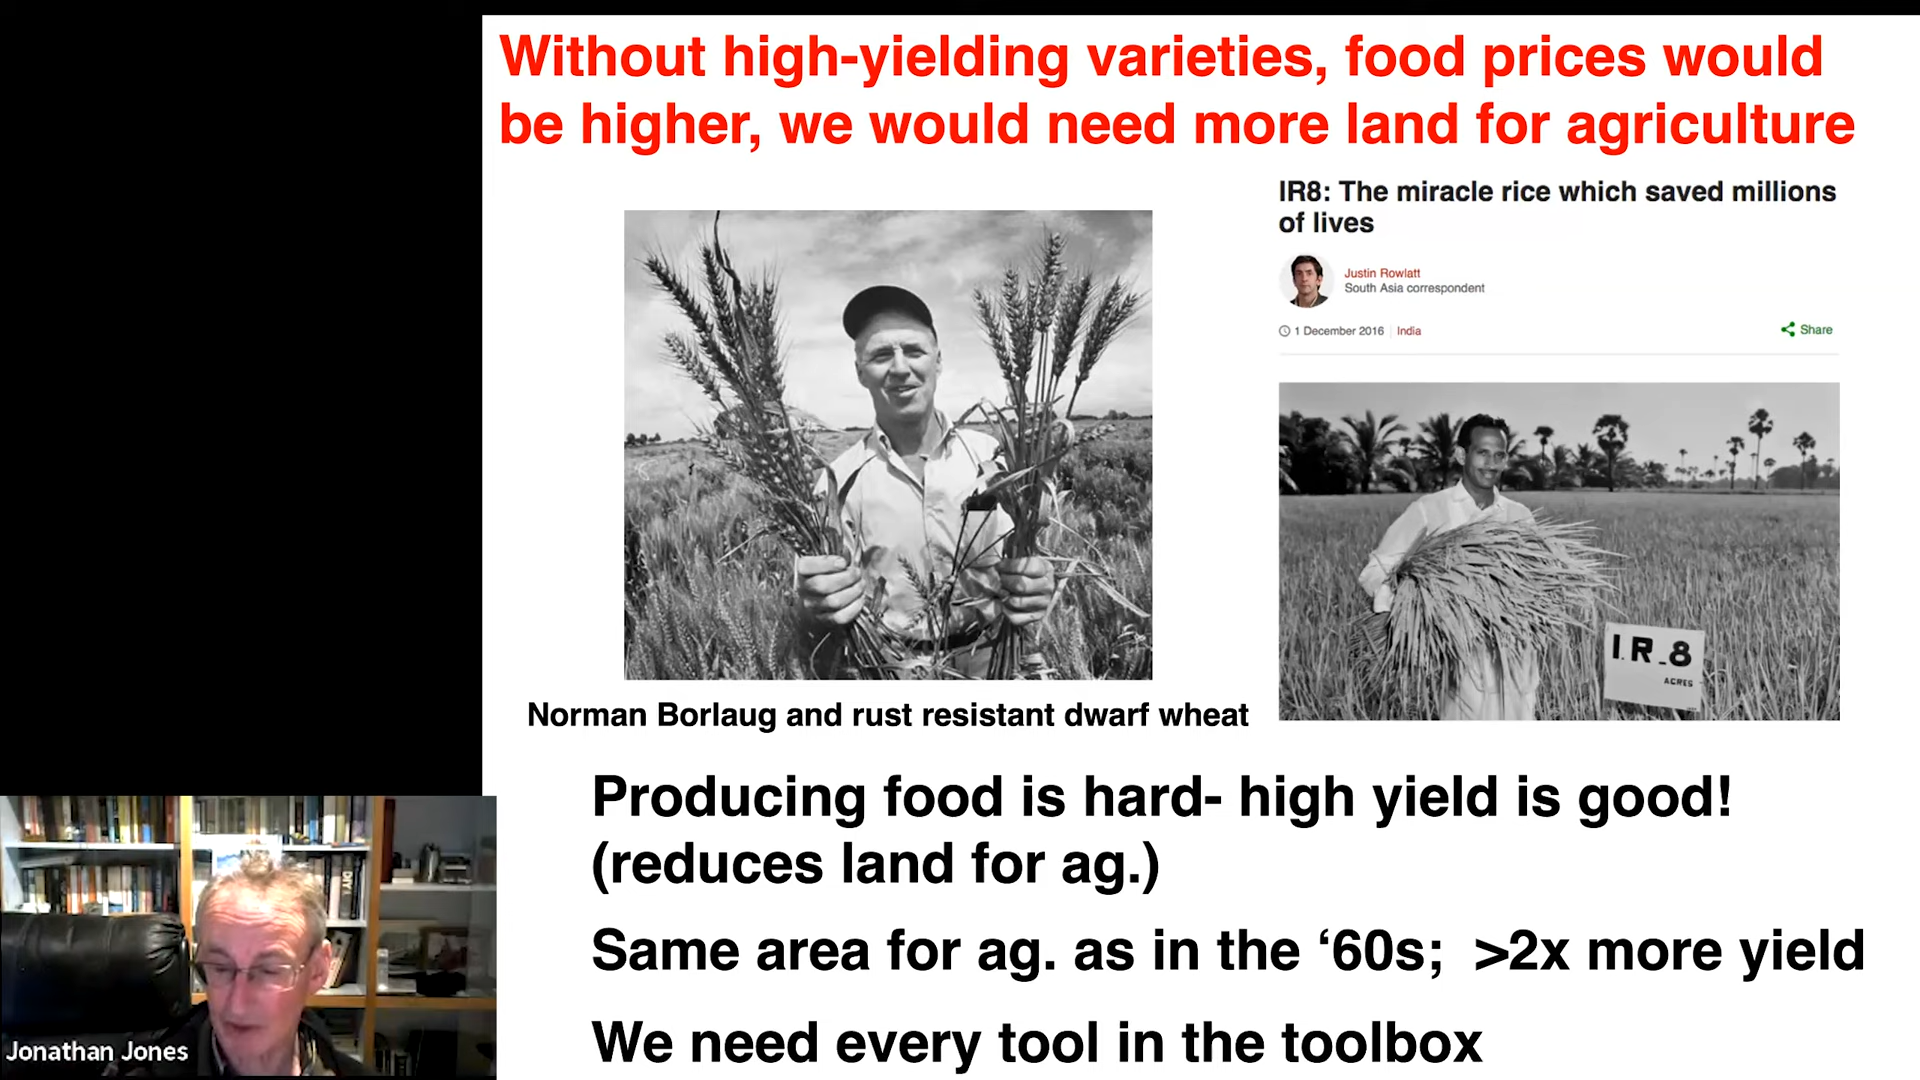 Without high-yielding varieties, food prices would
be higher, we would need more land for agriculture
IR8: The miracle rice which saved millions
of lives
Justin Rowlatt
South Asia correspondent
1 December 2016 | India
Share
I.R_8
ACRES
Norman Borlaug and rust resistant dwarf wheat
Producing food is hard- high yield is good!
(reduces land for ag.)
Same area for ag. as in the ‘60s; >2x more yield
We need every tool in the toolbox
DIY
Jonathan Jones